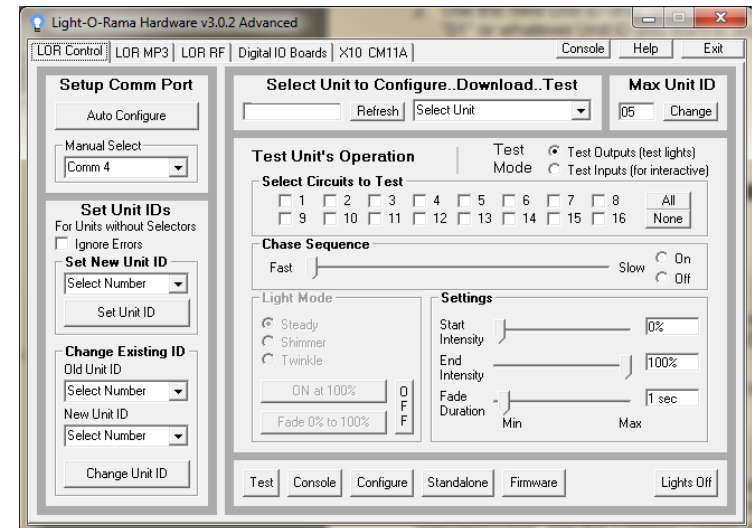 Light-O-Rama Hardware v3.0.2 Advanced
LOR Control LOR MP3 LOR RF Digital IO Boards X10 CM11A Console Help Exit
Setup Comm Port
Auto Configure
Manual Select
Comm 4
Set Unit IDs
For Units without Selectors
Ignore Errors
Set New Unit ID
Select Number
Set Unit ID
Change Existing ID
Old Unit ID
Select Number
New Unit ID
Select Number
Change Unit ID
Select Unit to Configure..Download..Test
Refresh Select Unit
Max Unit ID
05 Change
Test Unit's Operation
Test Mode
Test Outputs (test lights)
Test Inputs (for interactive)
Select Circuits to Test
1 2 3 4 5 6 7 8 All
9 10 11 12 13 14 15 16 None
Chase Sequence
Fast Slow
On
Off
Light Mode
Steady
Shimmer
Twinkle
ON at 100%
Fade 0% to 100%
OFF
Settings
Start Intensity 0%
End Intensity 100%
Fade Duration 1 sec
Min Max
Test Console Configure Standalone Firmware Lights Off